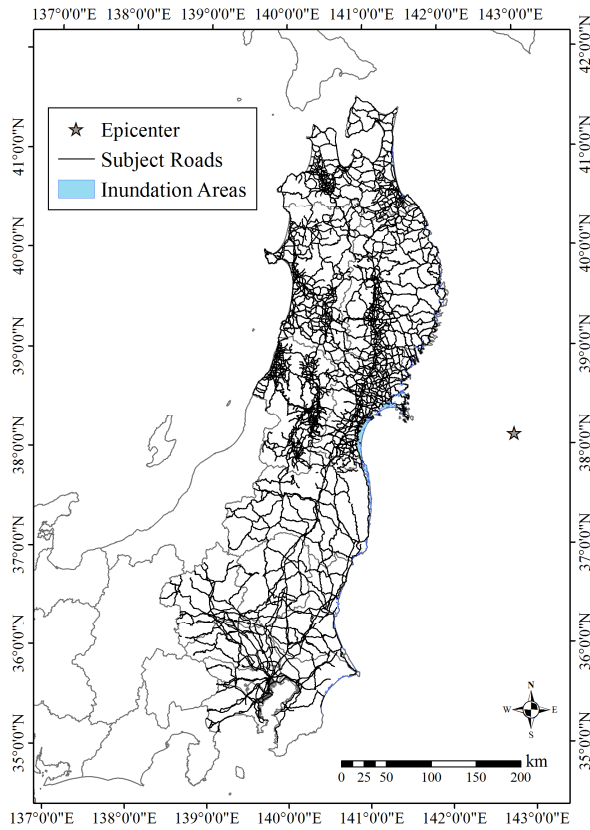 137°0'0"E 138°0'0"E 139°0'0"E 140°0'0"E 141°0'0"E 142°0'0"E 143°0'0"E
42°0'0"N
41°0'0"N 41°0'0"N
Epicenter
Subject Roads
Inundation Areas
40°0'0"N 40°0'0"N
39°0'0"N 39°0'0"N
38°0'0"N 38°0'0"N
37°0'0"N 37°0'0"N
36°0'0"N 36°0'0"N
N
W E
S
35°0'0"N 35°0'0"N
km
0 25 50 100 150 200
137°0'0"E 138°0'0"E 139°0'0"E 140°0'0"E 141°0'0"E 142°0'0"E 143°0'0"E